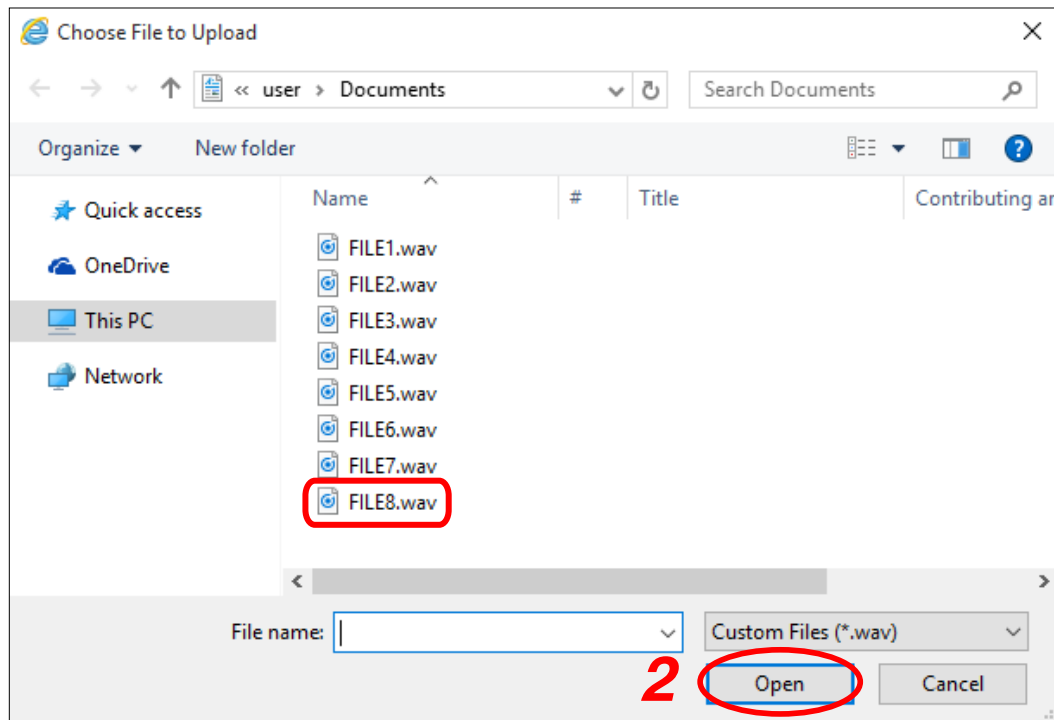 Choose File to Upload
« user > Documents
Search Documents
Organize
New folder
Name
#
Title
Contributing ar
Quick access
OneDrive
This PC
Network
FILE1.wav
FILE2.wav
FILE3.wav
FILE4.wav
FILE5.wav
FILE6.wav
FILE7.wav
FILE8.wav
File name:
Custom Files (*.wav)
2
Open
Cancel